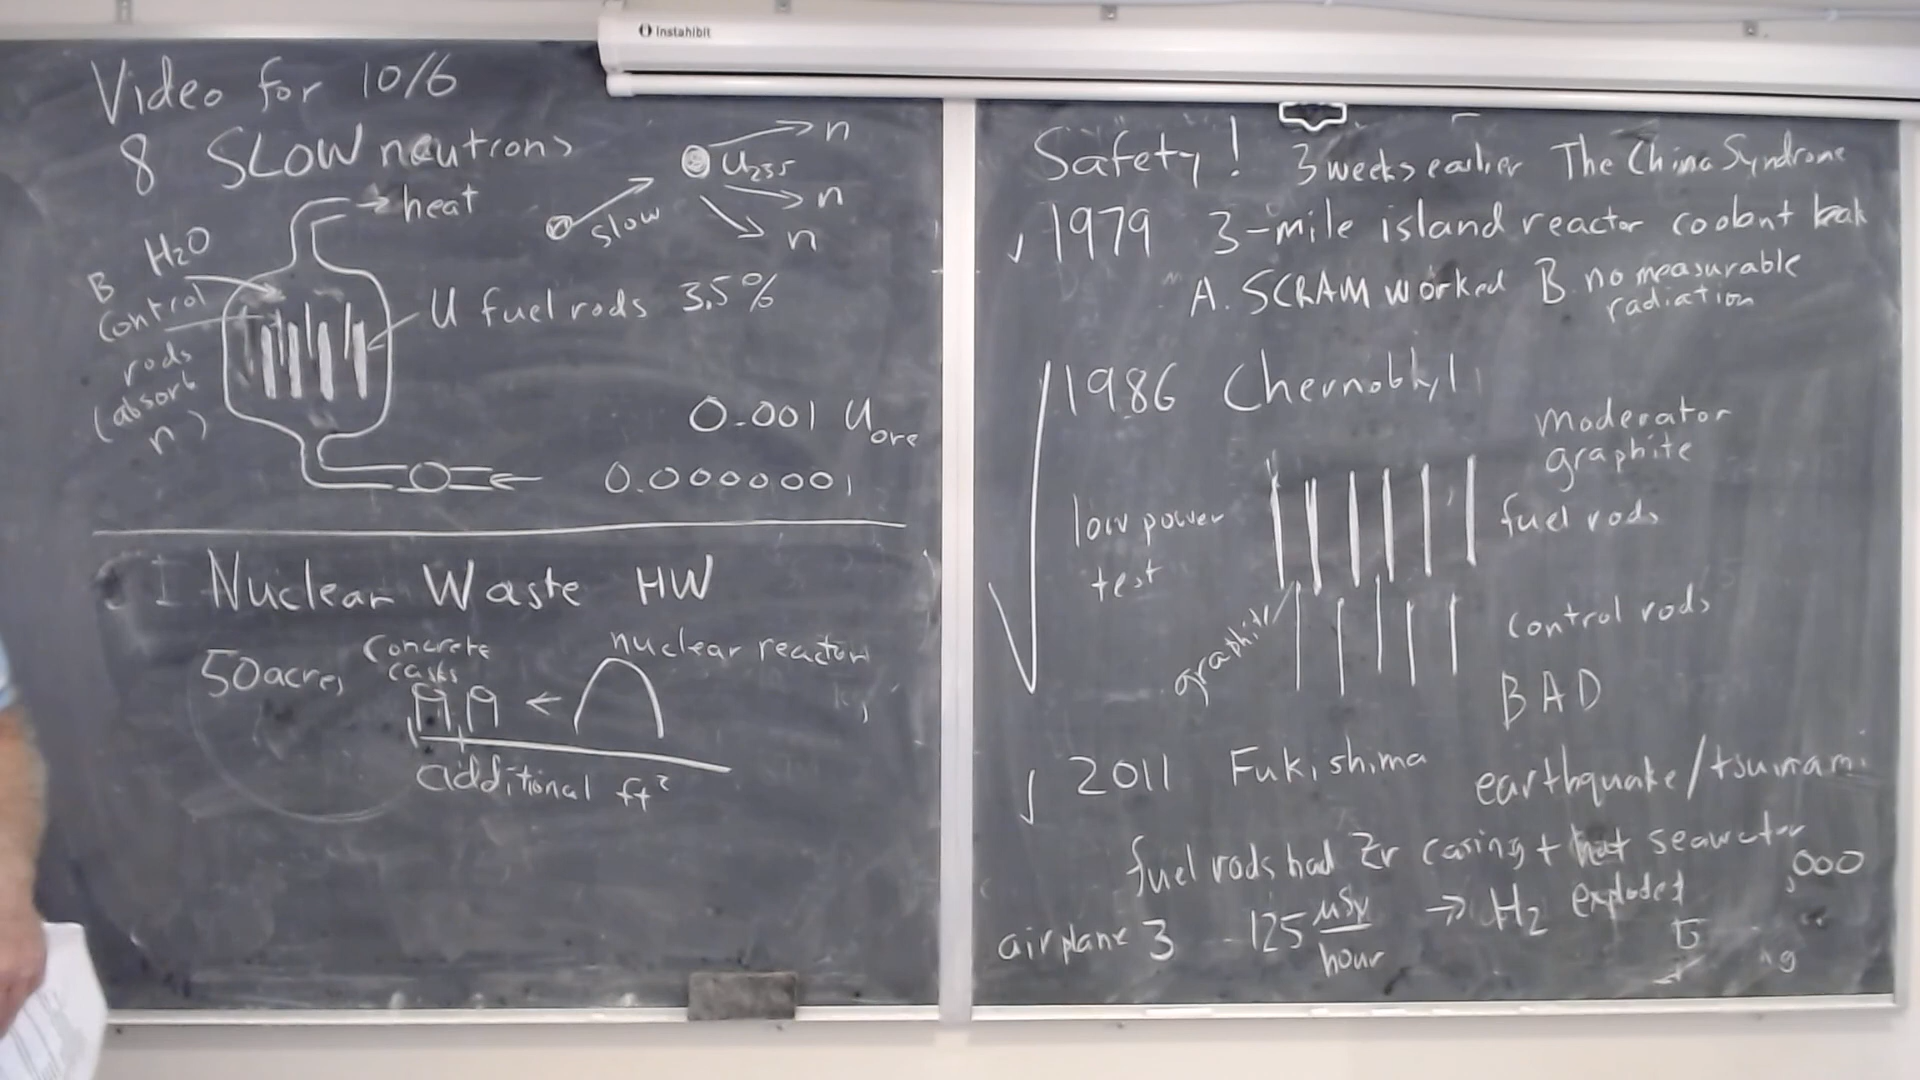 Instahibit
Video for 10/6
8 SLOW neutrons
n
U235
n
n
slow
heat
H2O
B
control
rods
(absorb
n)
U fuel rods 3.5%
0.001 Uore
0.0000001
Nuclear Waste HW
50 acres
Concrete
casks
nuclear reactor
additional ft²
Safety! 3 weeks earlier The China Syndrome
✓ 1979 3-mile island reactor coolant leak
A. SCRAM worked B. no measurable
radiation
1986 Chernobyl
moderator
graphite
low power
test
fuel rods
graphite
control rods
BAD
2011 Fukishima earthquake/tsunami
fuel rods had Zr casing + hot seawater
,000
airplane 3 125 μSv/hour → H2 exploded